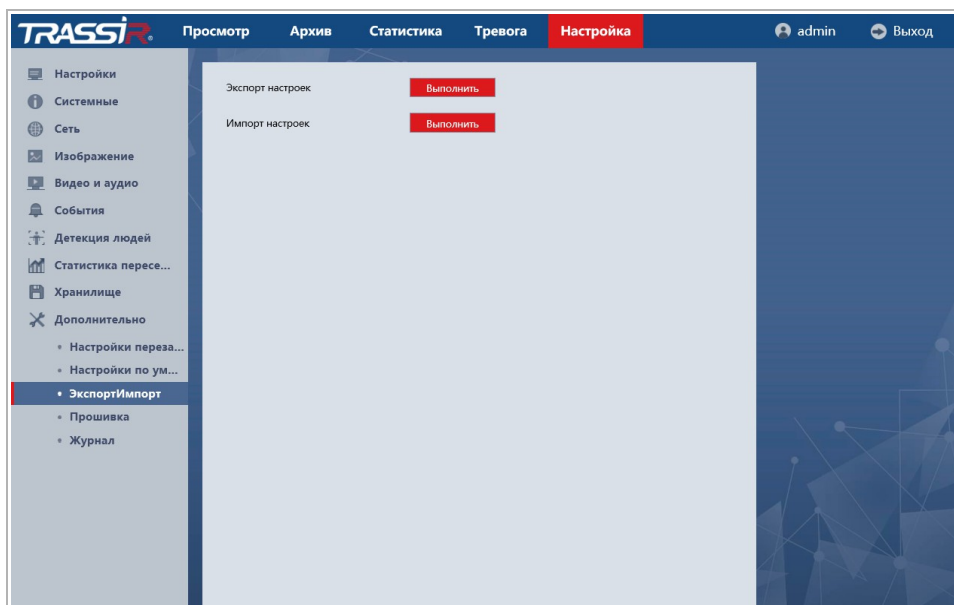 TRASSIR®
Просмотр Архив Статистика Тревога Настройка admin Выход
Настройки
Системные
Сеть
Изображение
Видео и аудио
События
Детекция людей
Статистика пересе...
Хранилище
Дополнительно
Настройки переза...
Настройки по ум...
ЭкспортИмпорт
Прошивка
Журнал
Экспорт настроек Выполнить
Импорт настроек Выполнить